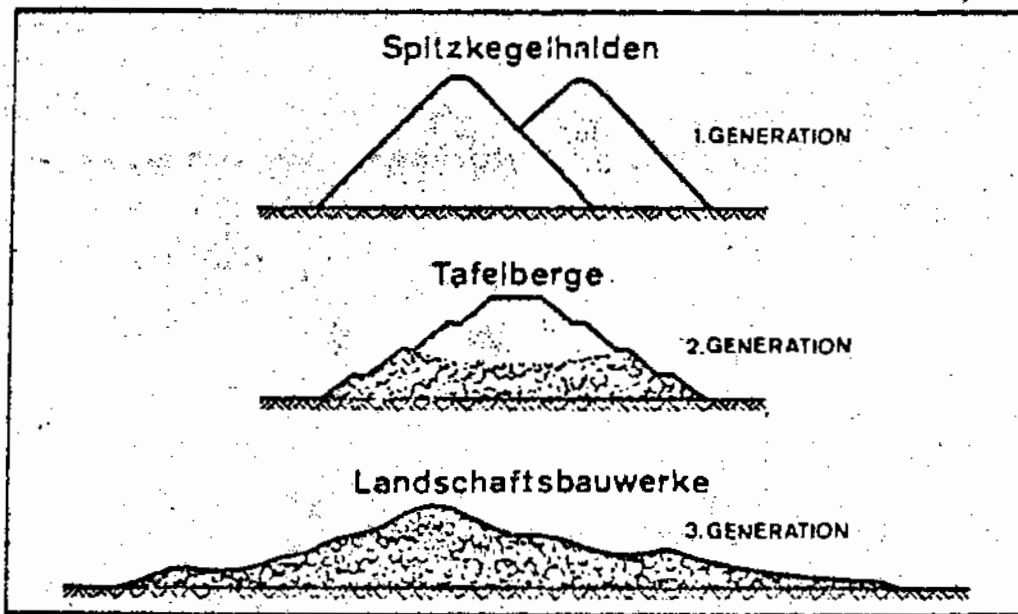 Spitzkegelhalden
1. GENERATION
Tafelberge
2. GENERATION
Landschaftsbauwerke
3. GENERATION